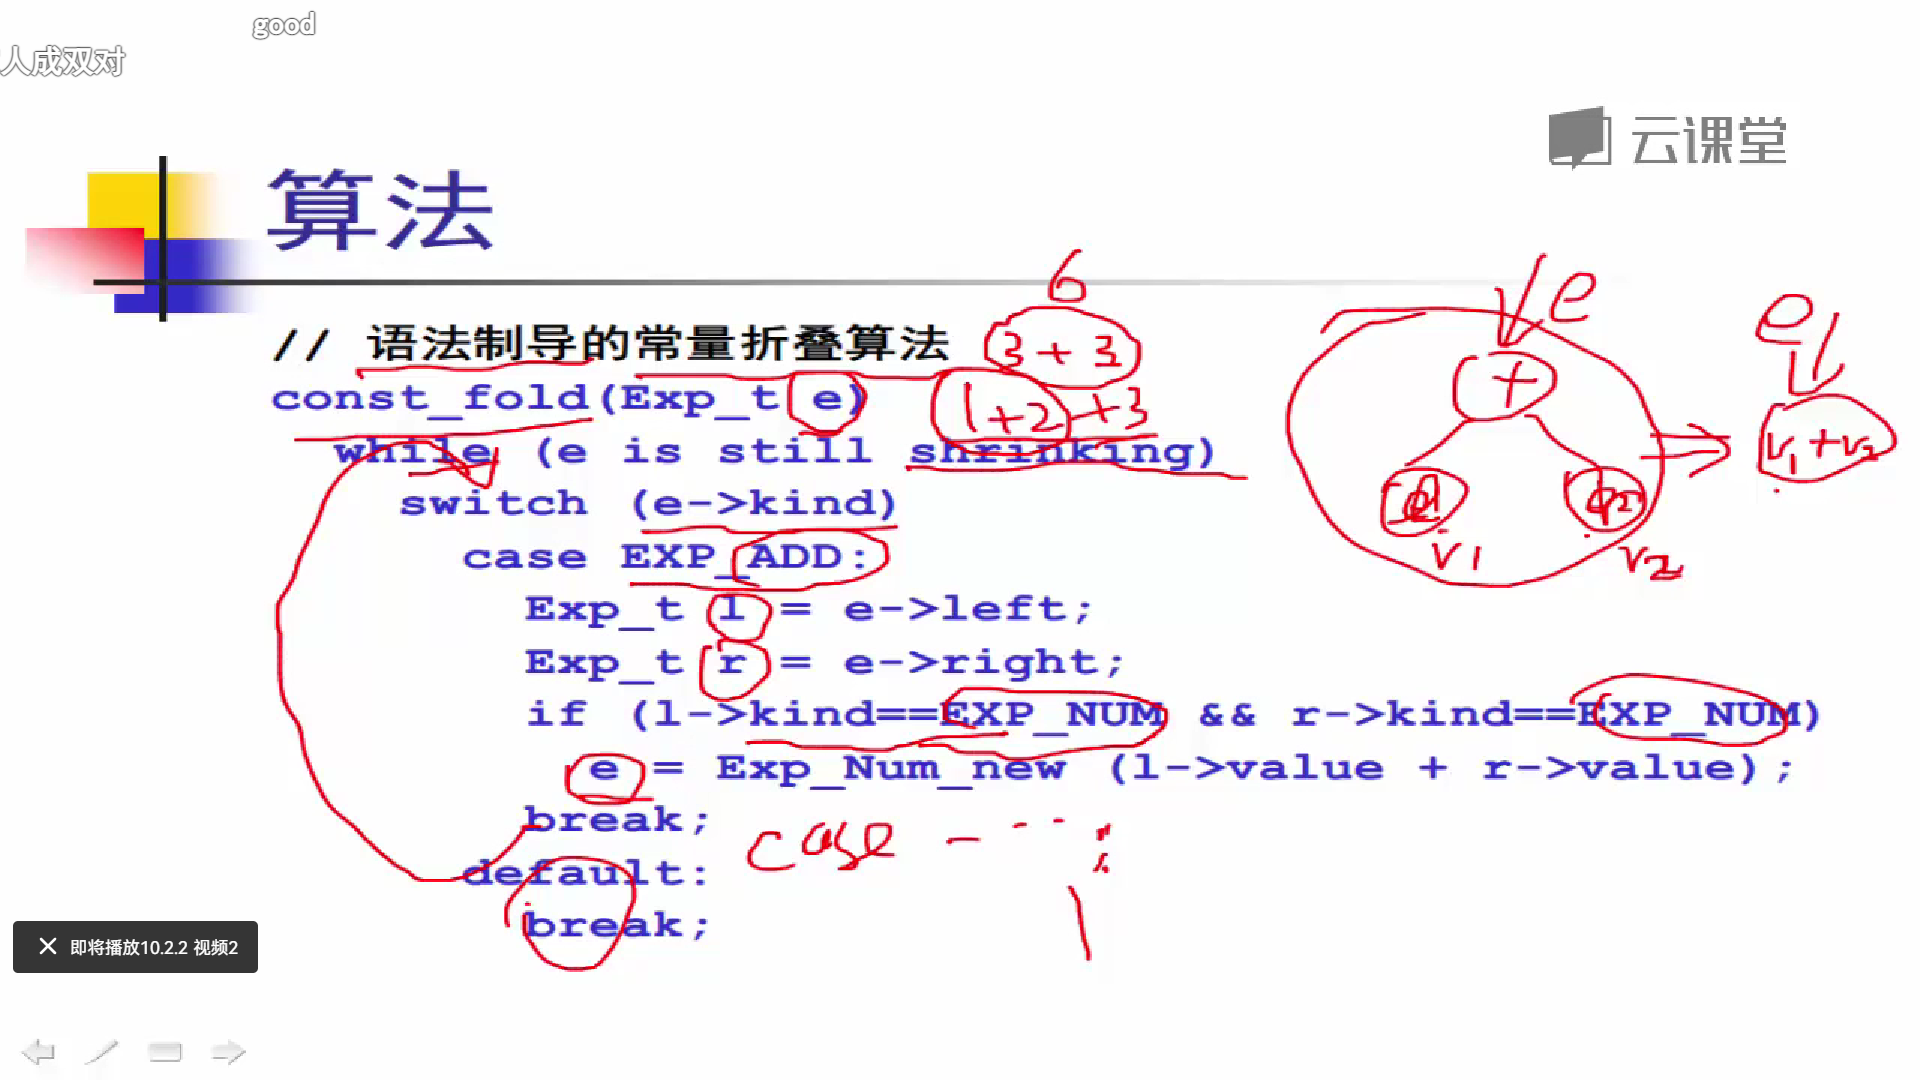 good
人成双对
云课堂
算法
6
// 语法制导的常量折叠算法
3 + 3
const_fold(Exp_t e)
1+2 +3
while (e is still shrinking)
switch (e->kind)
case EXP_ADD:
Exp_t l = e->left;
Exp_t r = e->right;
if (l->kind==EXP_NUM && r->kind==EXP_NUM)
e = Exp_Num_new (l->value + r->value);
break;
case - - - :
default:
break;
e
+
v1
v2
e
v1+v2
即将播放10.2.2 视频2